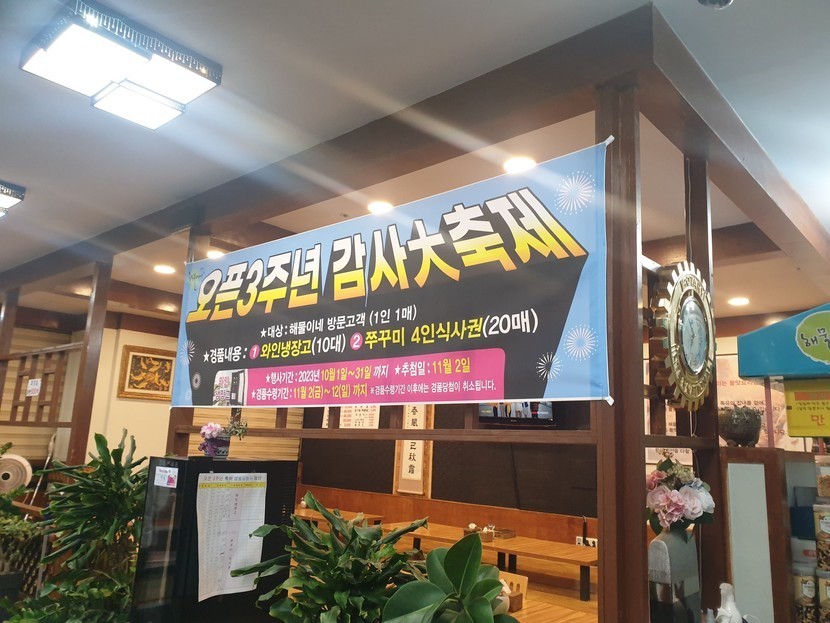 오픈3주년 감사大축제
★대상 : 해물이네 방문고객 (1인 1매)
★경품내용 : ① 와인냉장고(10대) ② 쭈꾸미 4인식사권(20매)
★행사기간 : 2023년 10월 1일~31일 까지 ★추첨일 : 11월 2일
★경품수령기간 : 11월 2(금)~12(일) 까지 ※경품수령기간 이후에는 경품당첨이 취소됩니다.
해물
만